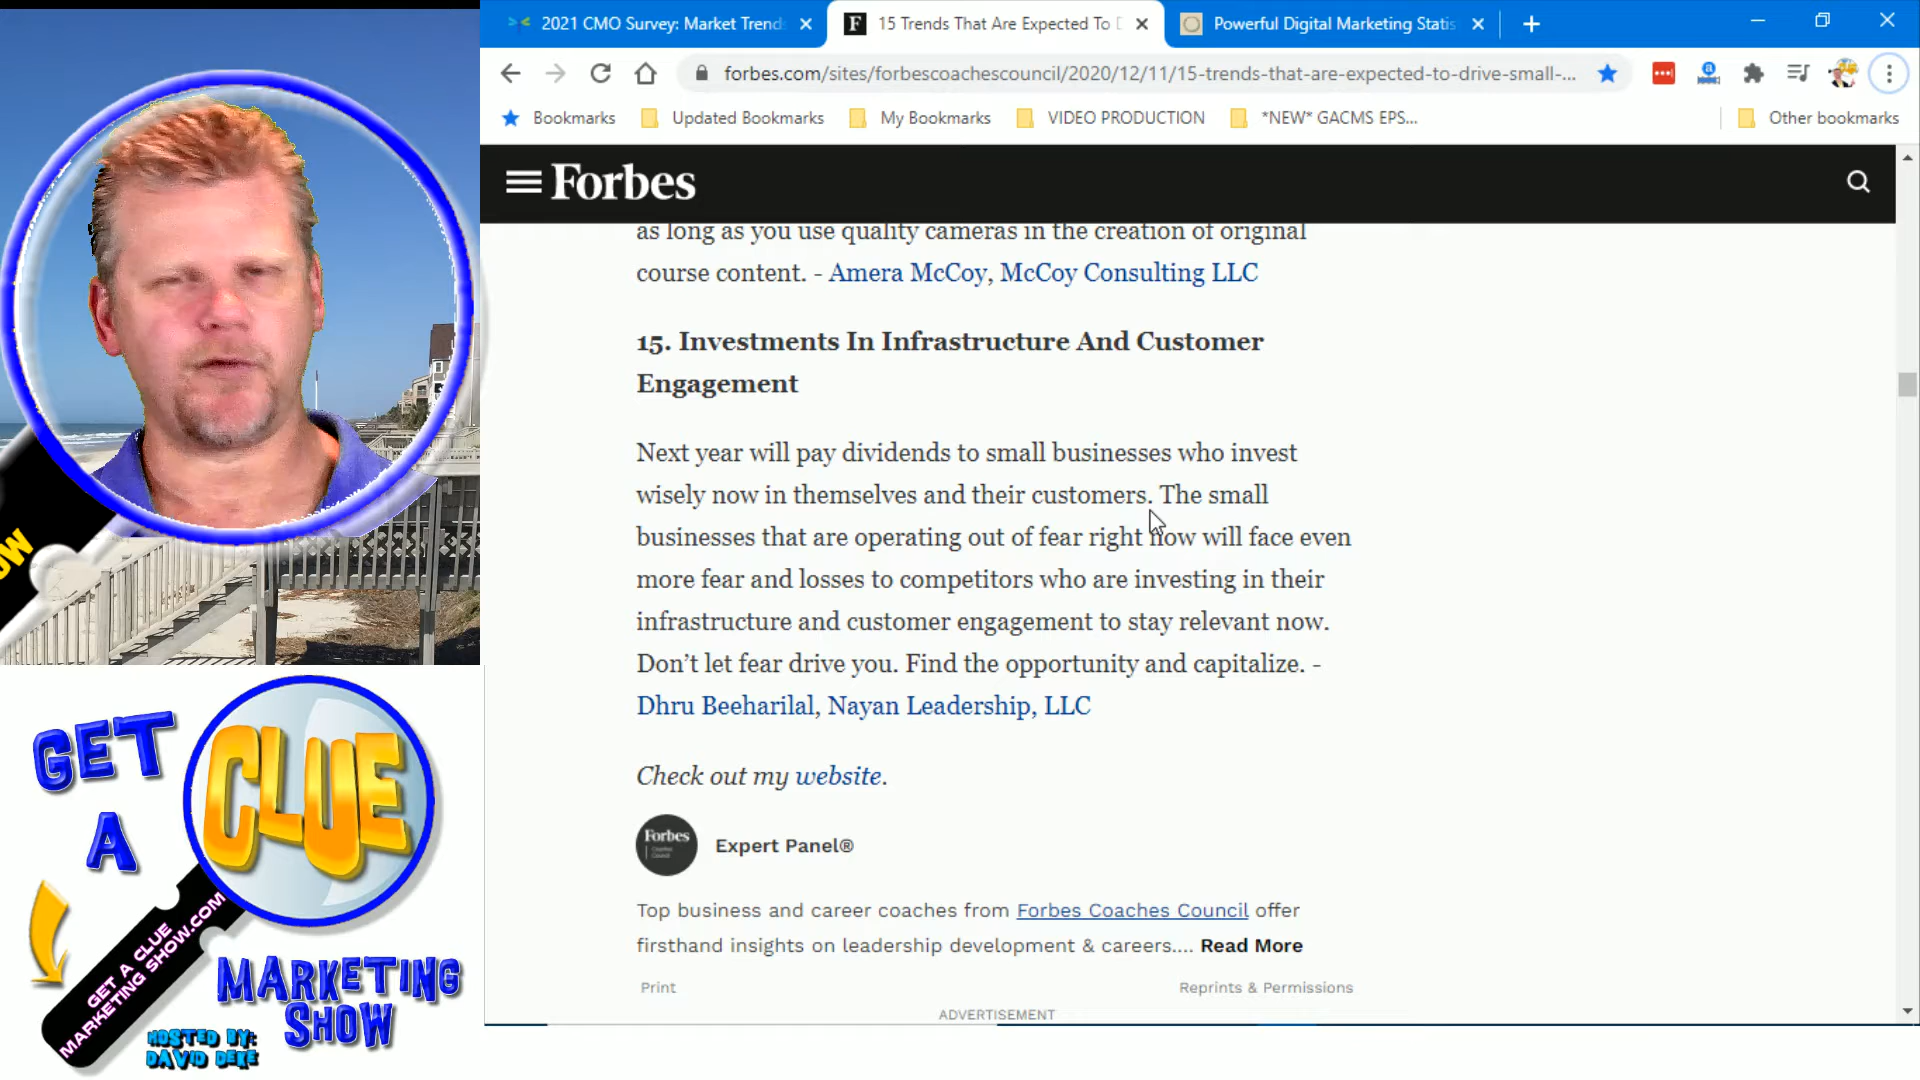 2021 CMO Survey: Market Trend
15 Trends That Are Expected To D
Powerful Digital Marketing Statis
forbes.com/sites/forbescoachescouncil/2020/12/11/15-trends-that-are-expected-to-drive-small-...
Bookmarks
Updated Bookmarks
My Bookmarks
VIDEO PRODUCTION
*NEW* GACMS EPS...
Other bookmarks
Forbes
as long as you use quality cameras in the creation of original
course content. - Amera McCoy, McCoy Consulting LLC
15. Investments In Infrastructure And Customer
Engagement
Next year will pay dividends to small businesses who invest
wisely now in themselves and their customers. The small
businesses that are operating out of fear right now will face even
more fear and losses to competitors who are investing in their
infrastructure and customer engagement to stay relevant now.
Don’t let fear drive you. Find the opportunity and capitalize. -
Dhru Beeharilal, Nayan Leadership, LLC
Check out my website.
Forbes
Expert Panel®
Top business and career coaches from Forbes Coaches Council offer
firsthand insights on leadership development & careers.... Read More
Print
Reprints & Permissions
ADVERTISEMENT
GET
A
CLUE
GET A CLUE
MARKETING SHOW.COM
MARKETING
SHOW
HOSTED BY:
DAVID DEKE